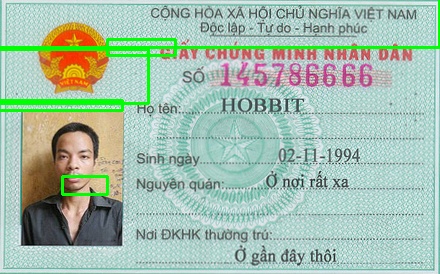 CỘNG HÒA XÃ HỘI CHỦ NGHĨA VIỆT NAM
Độc lập - Tự do - Hạnh phúc
GIẤY CHỨNG MINH NHÂN DÂN
SỐ 145786666
Họ tên: HOBBIT
Sinh ngày 02-11-1994
Nguyên quán: Ở nơi rất xa
Nơi ĐKHK thường trú:
Ở gần đây thôi
VIỆT NAM